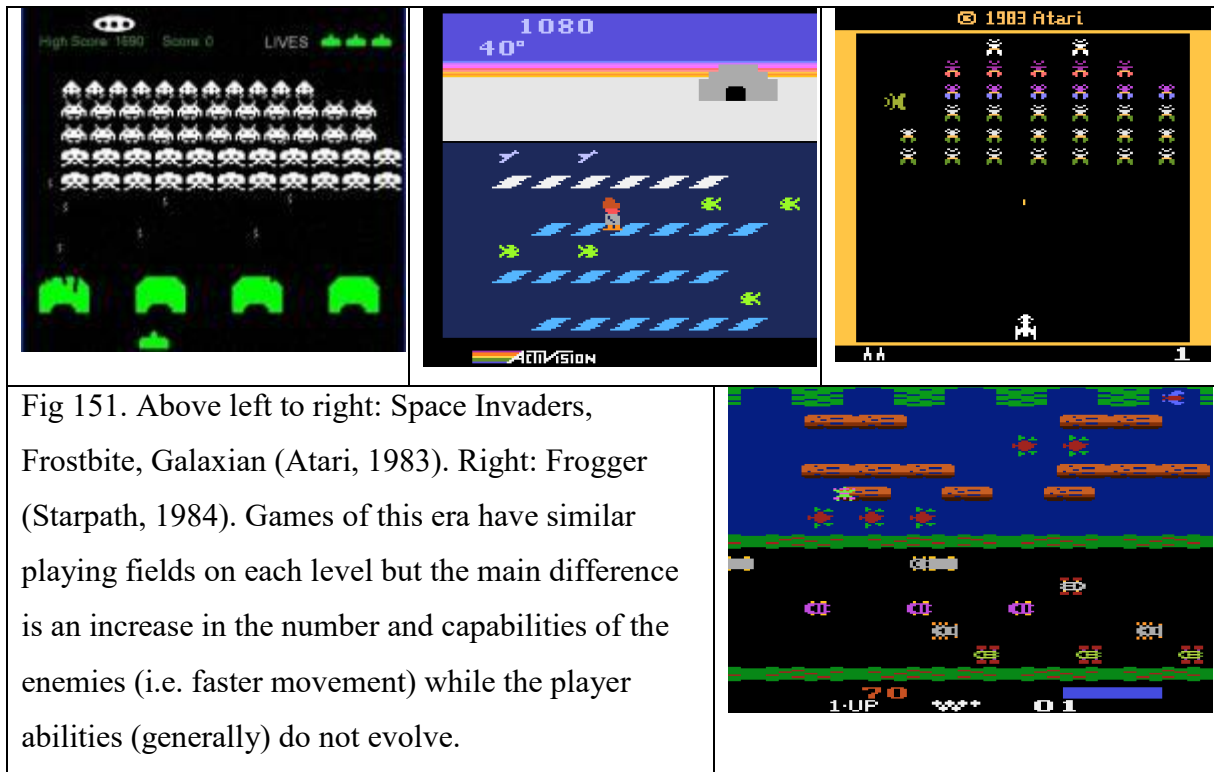 High Score 1590 Score 0 LIVES
1080
40°
ACTIVISION
© 1983 Atari
1
Fig 151. Above left to right: Space Invaders,
Frostbite, Galaxian (Atari, 1983). Right: Frogger
(Starpath, 1984). Games of this era have similar
playing fields on each level but the main difference
is an increase in the number and capabilities of the
enemies (i.e. faster movement) while the player
abilities (generally) do not evolve.
70
1-UP 01